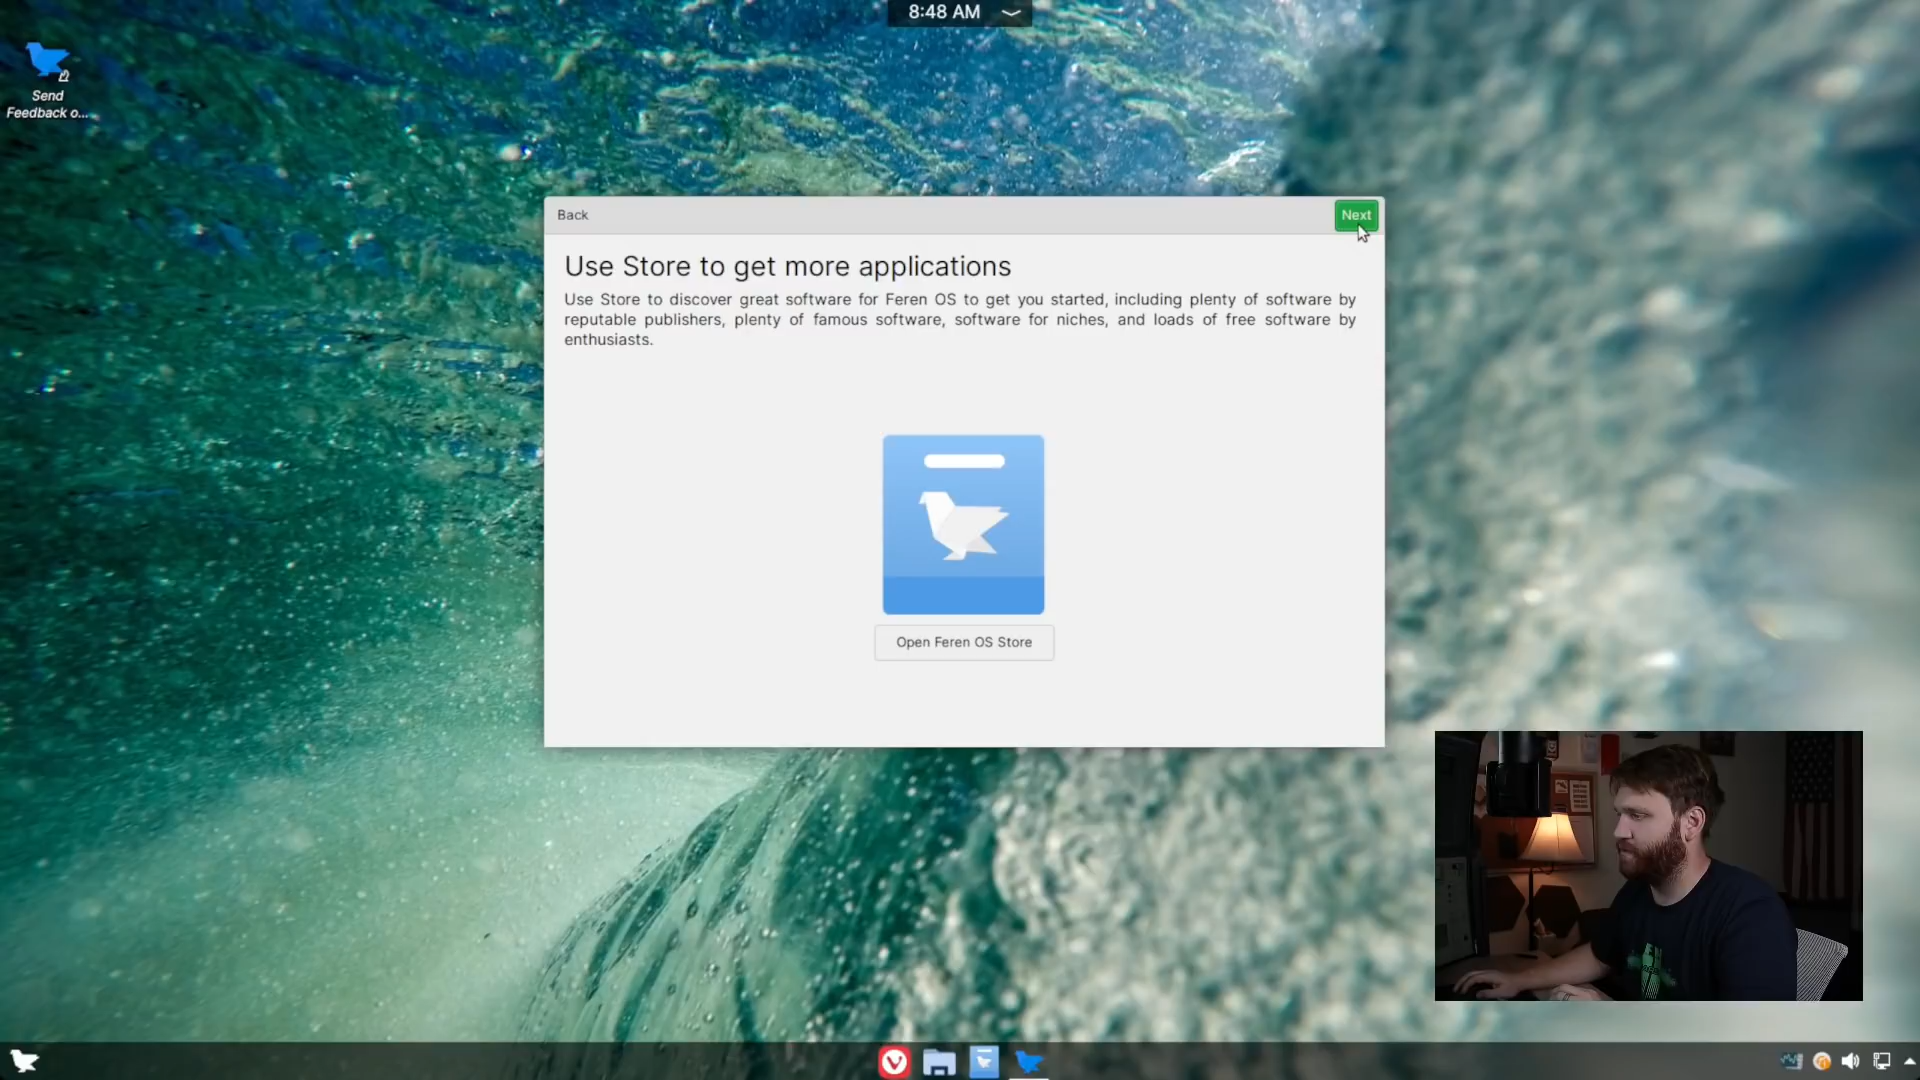 8:48 AM
Send
Feedback o...
Back
Next
Use Store to get more applications
Use Store to discover great software for Feren OS to get you started, including plenty of software by
reputable publishers, plenty of famous software, software for niches, and loads of free software by
enthusiasts.
Open Feren OS Store